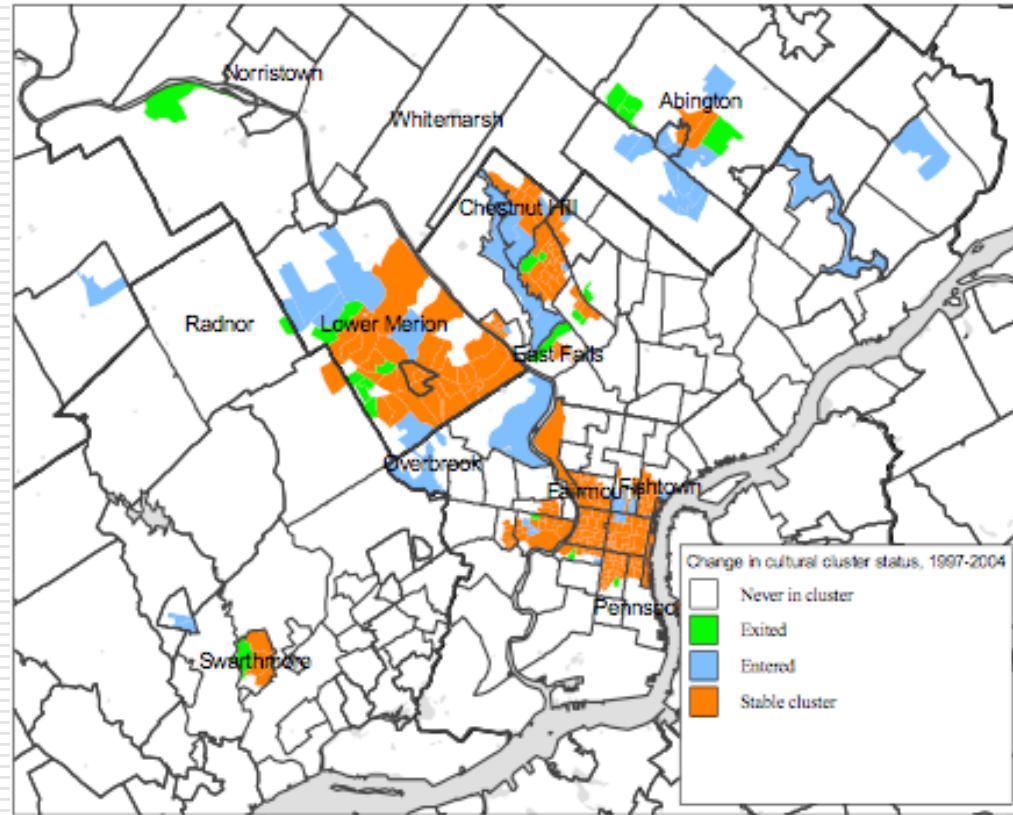 Norristown
Abington
Whitemarsh
Chestnut Hill
Radnor
Lower Merion
East Falls
Overbrook
Fairmount
Fishtown
Change in cultural cluster status, 1997-2004
Never in cluster
Exited
Entered
Stable cluster
Pennspo
Swarthmore